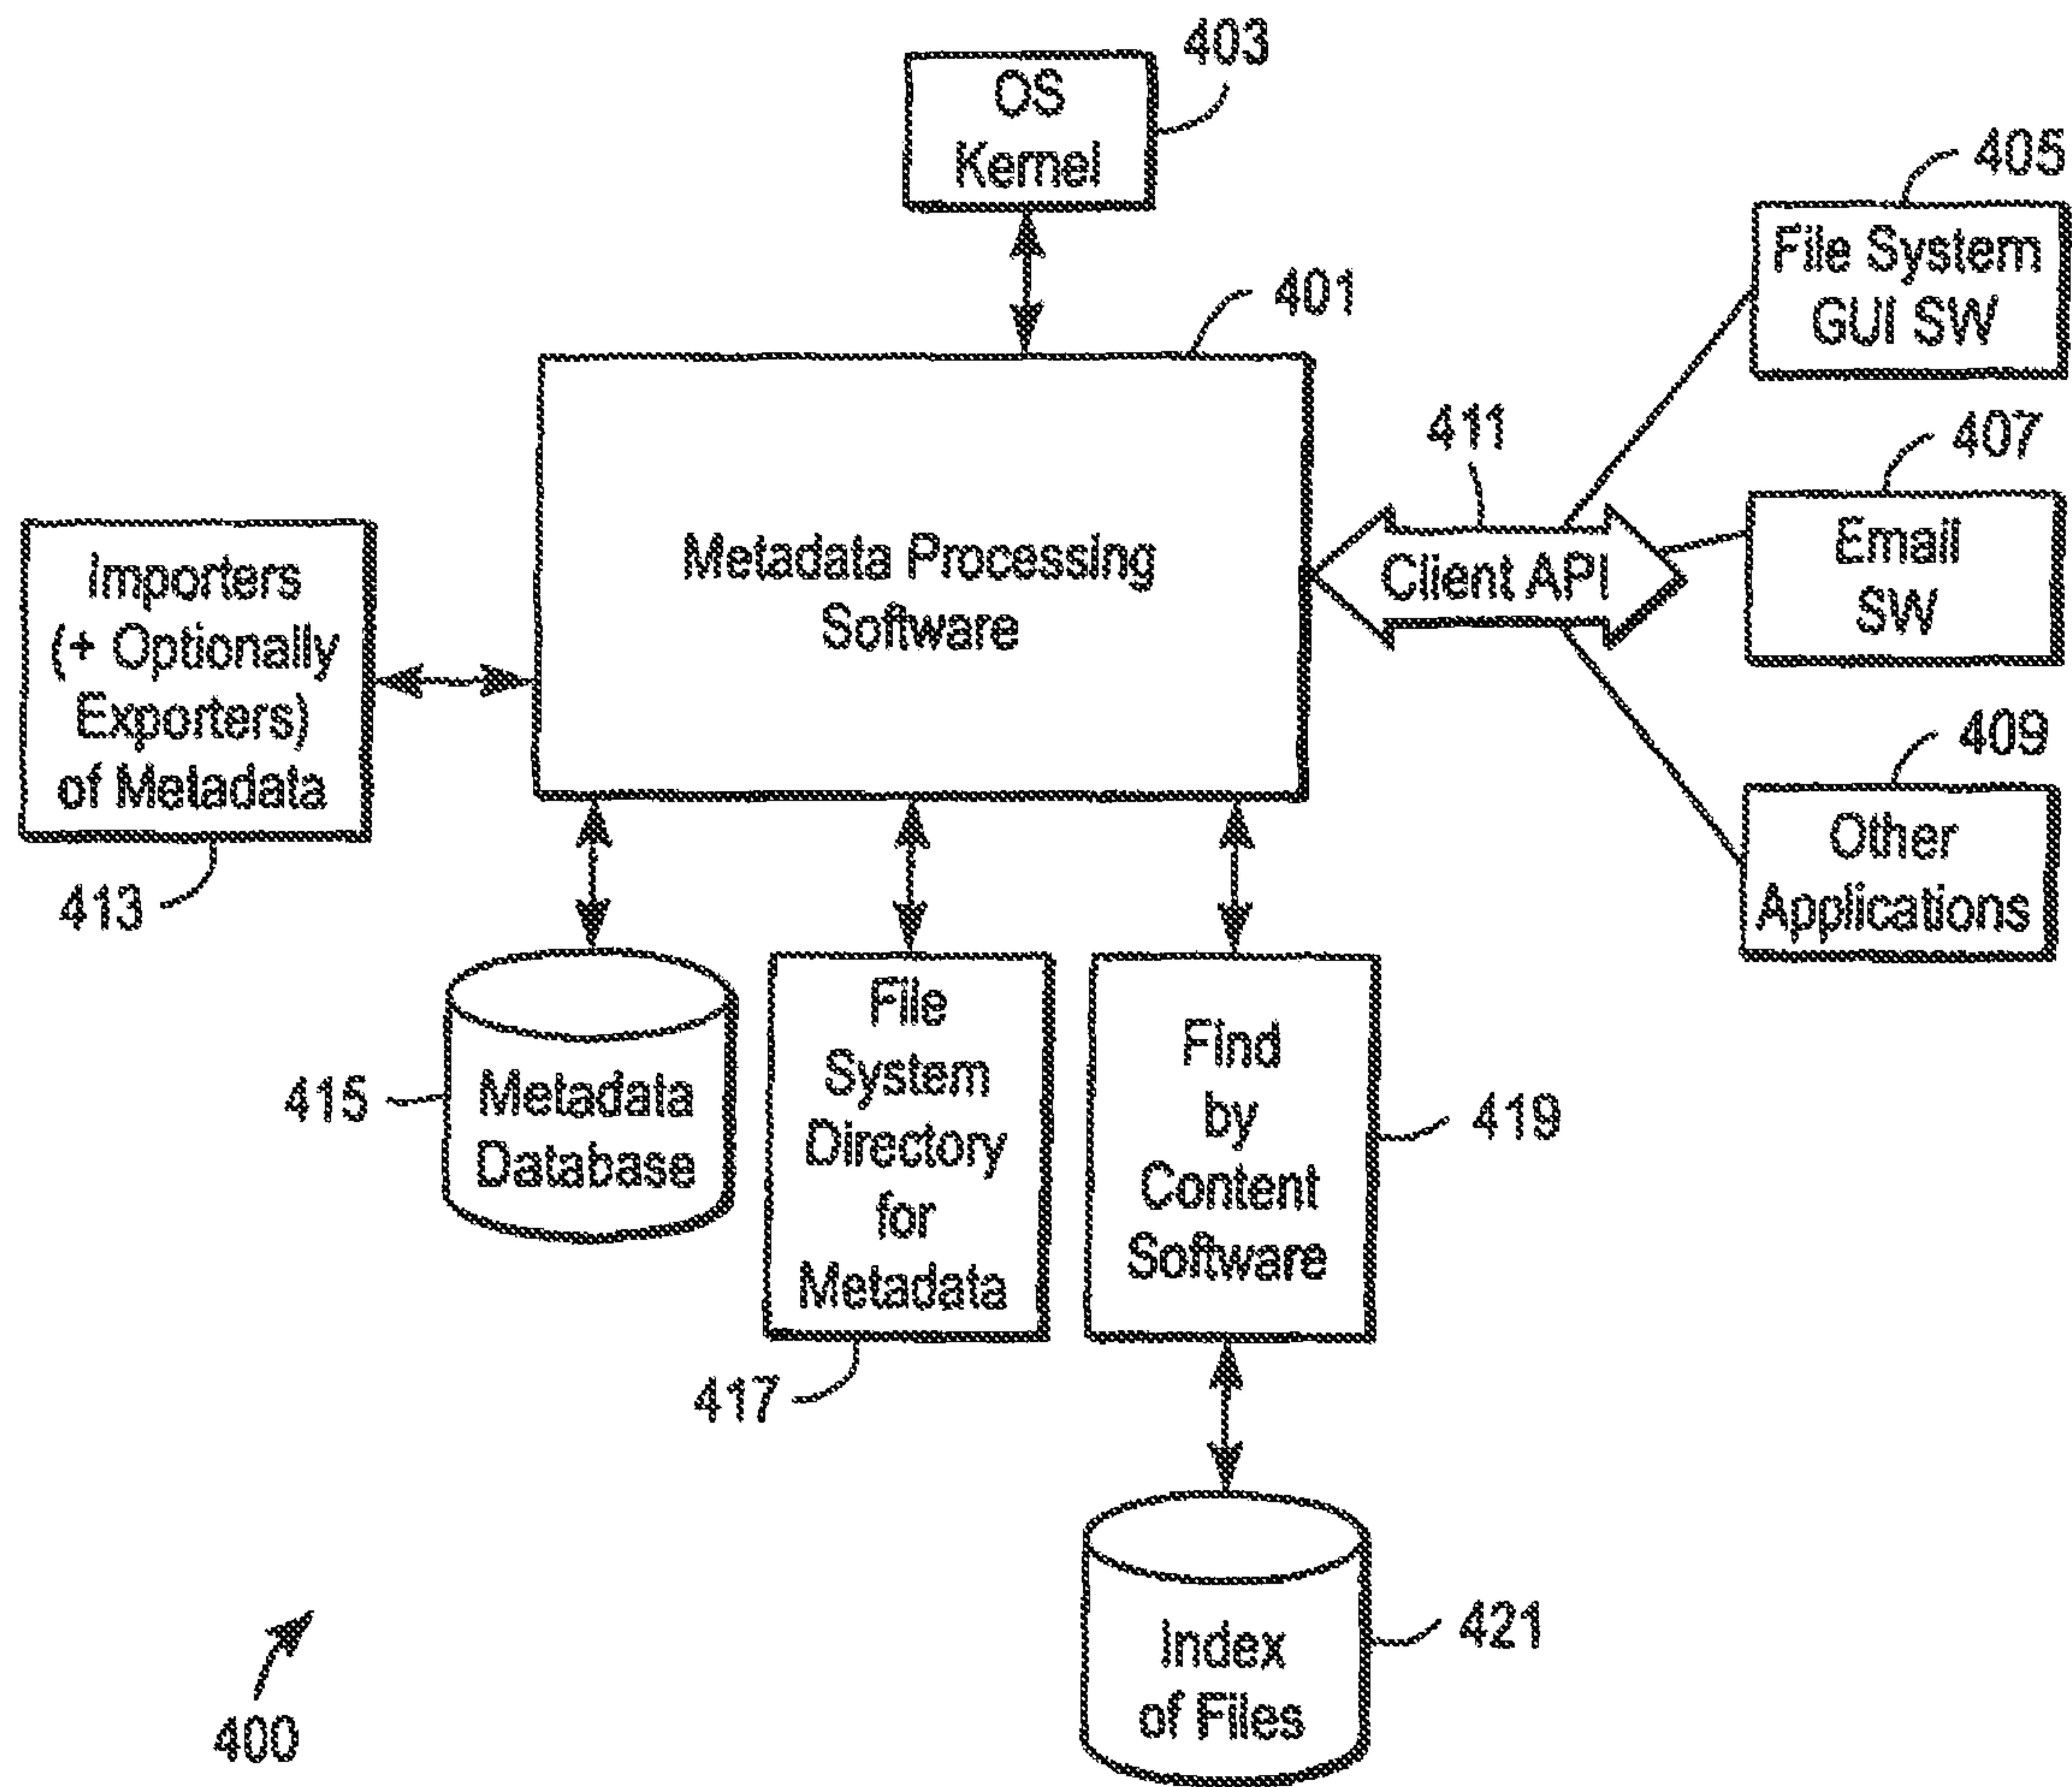 403
OS
Kernel
405
File System
GUI SW
401
411
407
Metadata Processing
Software
Client API
Email
SW
Importers
(+ Optionally
Exporters)
of Metadata
413
409
Other
Applications
415
Metadata
Database
File
System
Directory
for
Metadata
417
Find
by
Content
Software
419
Index
of Files
421
400